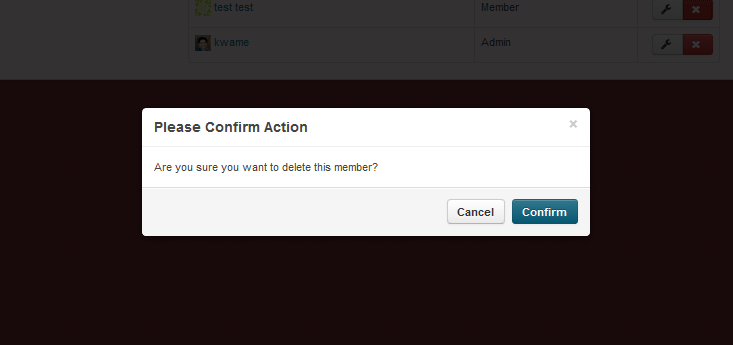 test test Member
kwame Admin
Please Confirm Action ×
Are you sure you want to delete this member?
Cancel Confirm